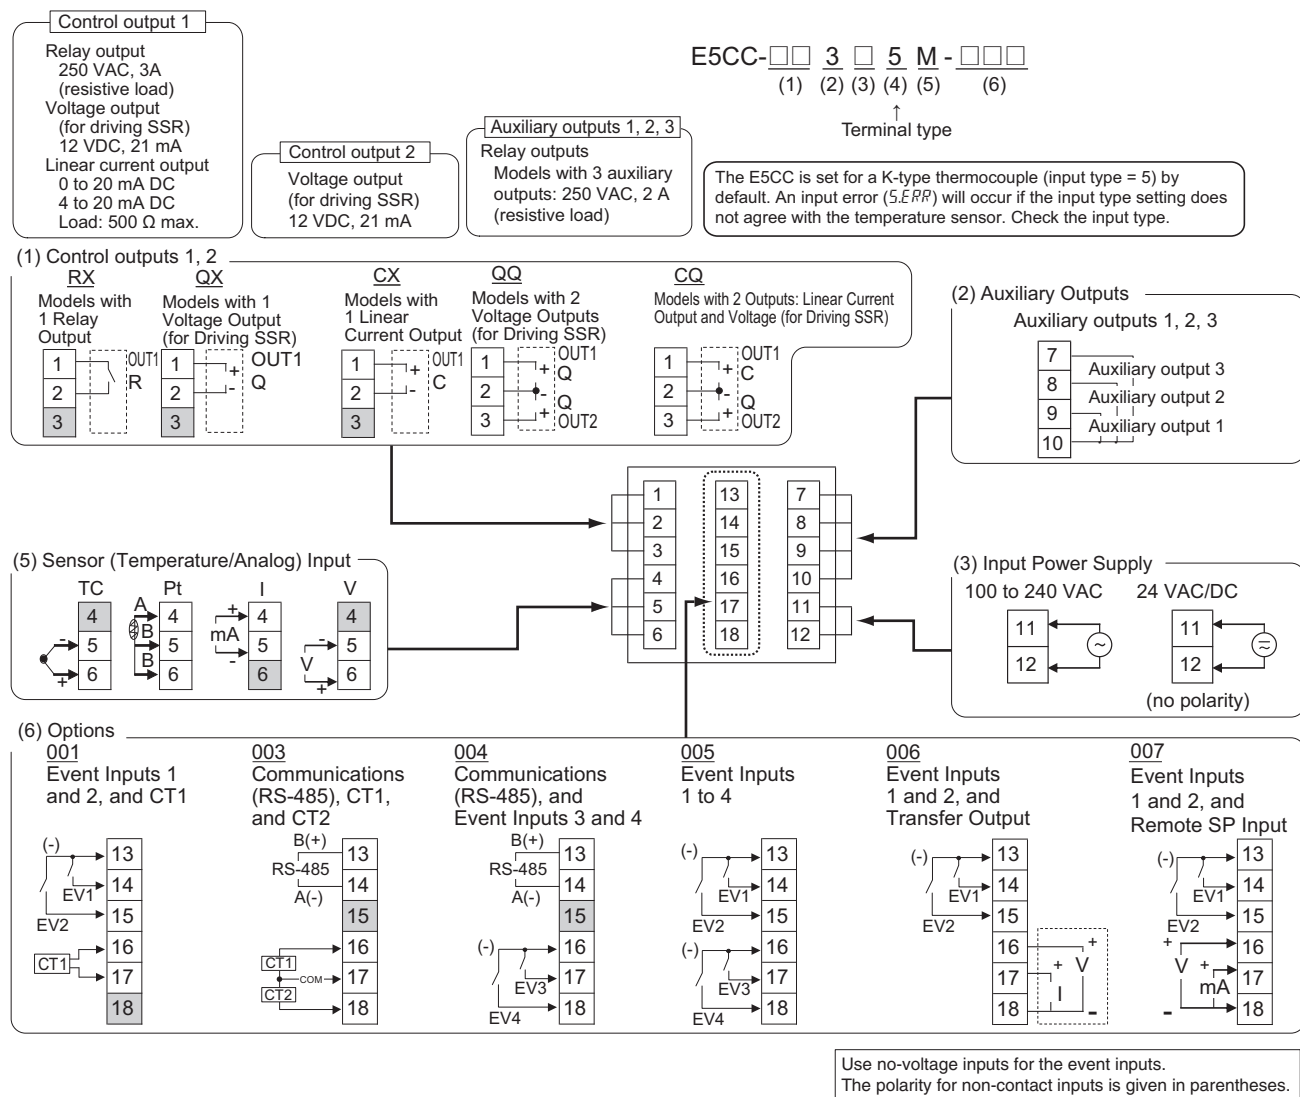 Control output 1
Relay output
250 VAC, 3A
(resistive load)
Voltage output
(for driving SSR)
12 VDC, 21 mA
Linear current output
0 to 20 mA DC
4 to 20 mA DC
Load: 500 Ω max.
Control output 2
Voltage output
(for driving SSR)
12 VDC, 21 mA
Auxiliary outputs 1, 2, 3
Relay outputs
Models with 3 auxiliary
outputs: 250 VAC, 2 A
(resistive load)
E5CC-□□ 3 □ 5 M - □□□
(1) (2) (3) (4) (5) (6)
↑
Terminal type
The E5CC is set for a K-type thermocouple (input type = 5) by
default. An input error (S.ERR) will occur if the input type setting does
not agree with the temperature sensor. Check the input type.
(1) Control outputs 1, 2
RX
Models with
1 Relay
Output
1
2
3
OUT1
R
QX
Models with 1
Voltage Output
(for Driving SSR)
1
2
3
+
-
OUT1
Q
CX
Models with
1 Linear
Current Output
1
2
3
+
-
OUT1
C
QQ
Models with 2
Voltage Outputs
(for Driving SSR)
1
2
3
+
-
+
OUT1
Q
Q
OUT2
CQ
Models with 2 Outputs: Linear Current
Output and Voltage (for Driving SSR)
1
2
3
+
-
+
OUT1
C
Q
OUT2
(2) Auxiliary Outputs
Auxiliary outputs 1, 2, 3
7
8
9
10
Auxiliary output 3
Auxiliary output 2
Auxiliary output 1
1 13 7
2 14 8
3 15 9
4 16 10
5 17 11
6 18 12
(5) Sensor (Temperature/Analog) Input
TC
4
5
6
-
+
Pt
4
5
6
A
B
B
I
4
5
6
+
mA
-
V
4
5
6
-
V
+
(3) Input Power Supply
100 to 240 VAC
11
12
~
24 VAC/DC
11
12
(no polarity)
(6) Options
001
Event Inputs 1
and 2, and CT1
(-)
EV1
EV2
CT1
13
14
15
16
17
18
003
Communications
(RS-485), CT1,
and CT2
B(+)
RS-485
A(-)
CT1
COM
CT2
13
14
15
16
17
18
004
Communications
(RS-485), and
Event Inputs 3 and 4
B(+)
RS-485
A(-)
(-)
EV3
EV4
13
14
15
16
17
18
005
Event Inputs
1 to 4
(-)
EV1
EV2
(-)
EV3
EV4
13
14
15
16
17
18
006
Event Inputs
1 and 2, and
Transfer Output
(-)
EV1
EV2
13
14
15
16
17
18
+
+ V
I
-
007
Event Inputs
1 and 2, and
Remote SP Input
(-)
EV1
EV2
+
V +
mA
-
13
14
15
16
17
18
Use no-voltage inputs for the event inputs.
The polarity for non-contact inputs is given in parentheses.